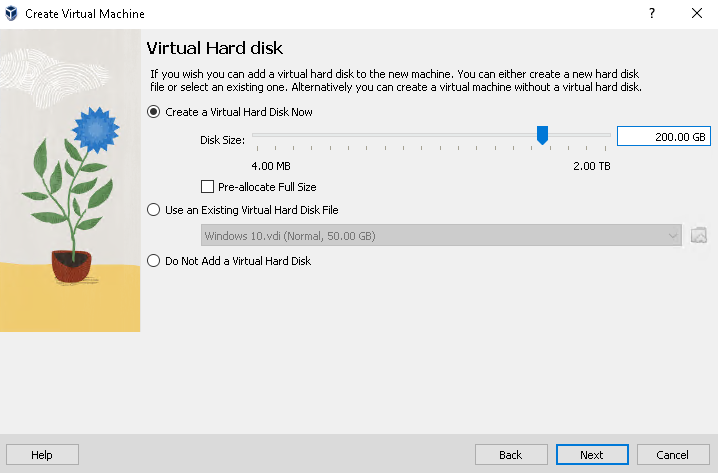 Create Virtual Machine
?
Virtual Hard disk
If you wish you can add a virtual hard disk to the new machine. You can either create a new hard disk
file or select an existing one. Alternatively you can create a virtual machine without a virtual hard disk.
Create a Virtual Hard Disk Now
Disk Size:
200.00 GB
4.00 MB
2.00 TB
Pre-allocate Full Size
Use an Existing Virtual Hard Disk File
Windows 10.vdi (Normal, 50.00 GB)
Do Not Add a Virtual Hard Disk
Help
Back
Next
Cancel